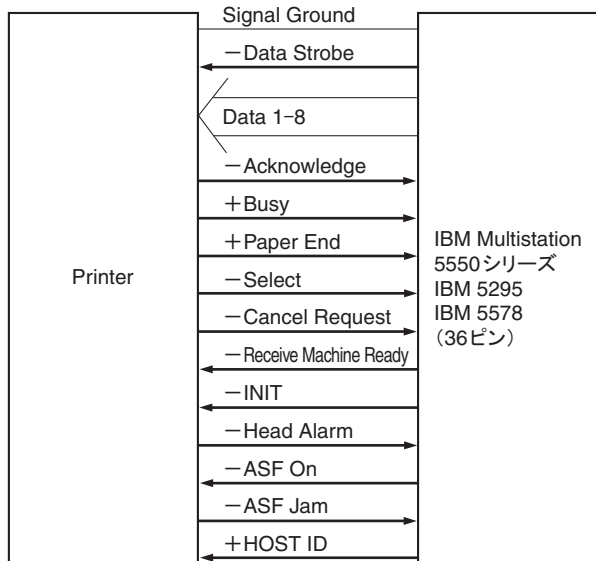 Signal Ground
－Data Strobe
Data 1–8
－Acknowledge
＋Busy
＋Paper End
－Select
－Cancel Request
－Receive Machine Ready
－INIT
－Head Alarm
－ASF On
－ASF Jam
＋HOST ID
Printer
IBM Multistation
5550シリーズ
IBM 5295
IBM 5578
（36ピン）